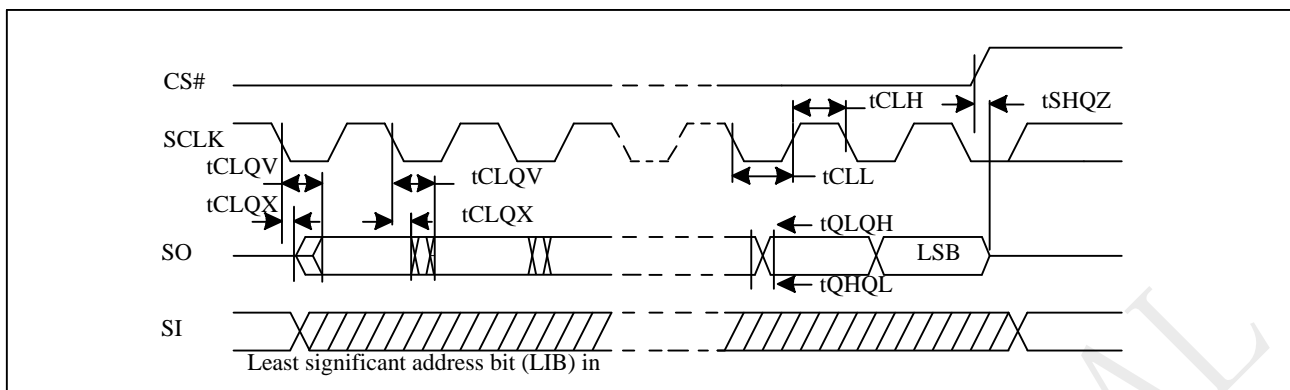 CS#
tCLH
tSHQZ
SCLK
tCLQV
tCLQV
tCLL
tCLQX
tCLQX
tQLQH
SO
LSB
tQHQL
SI
Least significant address bit (LIB) in